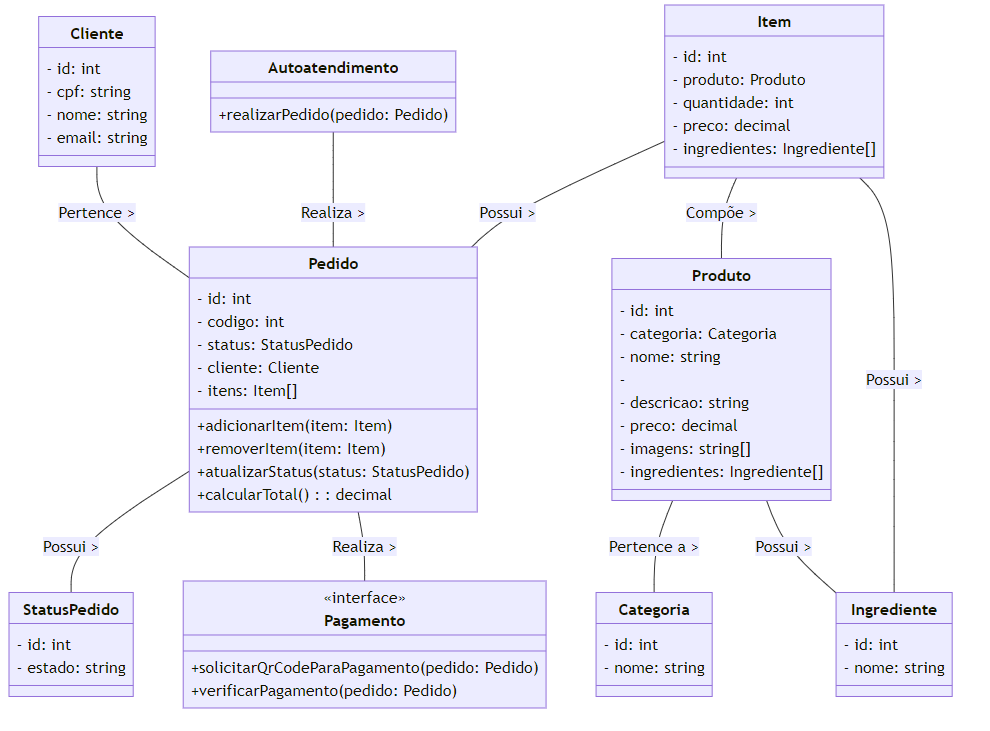 Cliente
- id: int
- cpf: string
- nome: string
- email: string
Autoatendimento
+realizarPedido(pedido: Pedido)
Item
- id: int
- produto: Produto
- quantidade: int
- preco: decimal
- ingredientes: Ingrediente[]
Pertence >
Realiza >
Possui >
Compõe >
Pedido
- id: int
- codigo: int
- status: StatusPedido
- cliente: Cliente
- itens: Item[]
+adicionarItem(item: Item)
+removerItem(item: Item)
+atualizarStatus(status: StatusPedido)
+calcularTotal() : : decimal
Produto
- id: int
- categoria: Categoria
- nome: string
-
- descricao: string
- preco: decimal
- imagens: string[]
- ingredientes: Ingrediente[]
Possui >
Possui >
Realiza >
Pertence a >
Possui >
StatusPedido
- id: int
- estado: string
«interface»
Pagamento
+solicitarQrCodeParaPagamento(pedido: Pedido)
+verificarPagamento(pedido: Pedido)
Categoria
- id: int
- nome: string
Ingrediente
- id: int
- nome: string